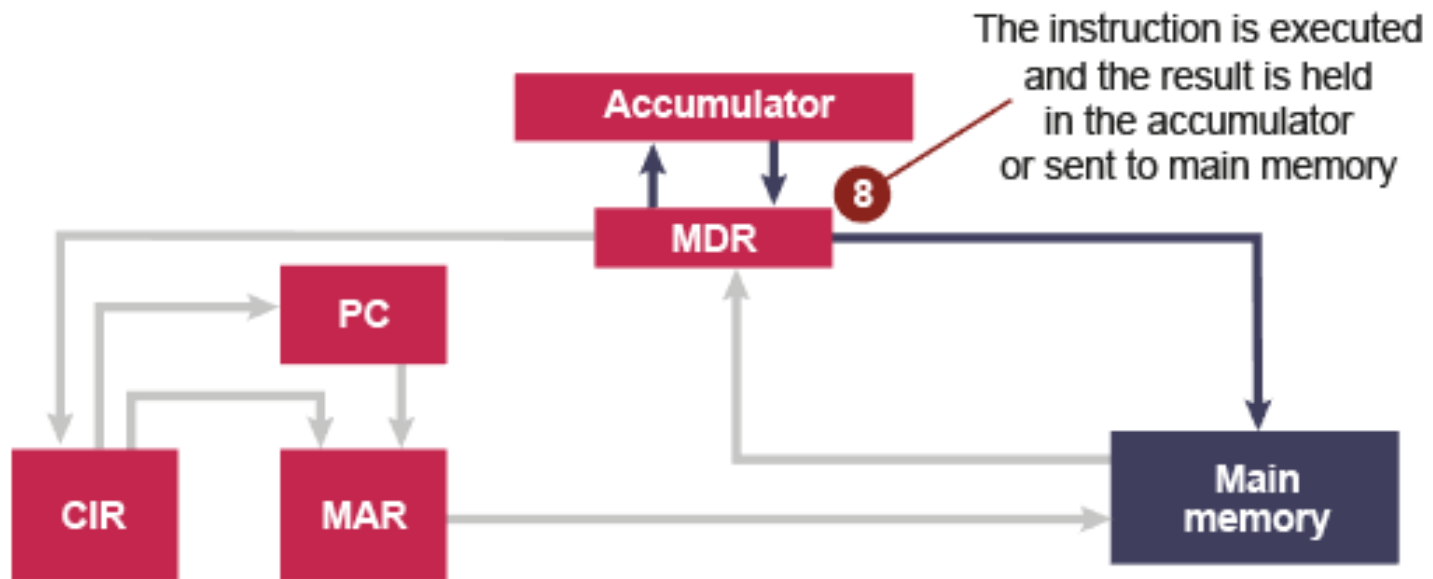 The instruction is executed
and the result is held
in the accumulator
or sent to main memory
Accumulator
8
MDR
PC
CIR
MAR
Main
memory